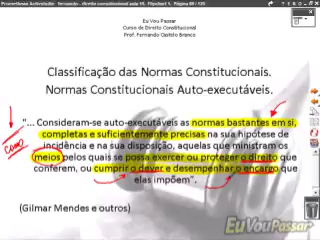 Eu Vou Passar
Curso de Direito Constitucional
Prof. Fernando Castelo Branco
Classificação das Normas Constitucionais.
Normas Constitucionais Auto-executáveis.
"... Consideram-se auto-executáveis as normas bastantes em si,
completas e suficientemente precisas na sua hipótese de
como
incidência e na sua disposição, aquelas que ministram os
meios pelos quais se possa exercer ou proteger o direito que
conferem, ou cumprir o dever e desempenhar o encargo que
elas impõem".
(Gilmar Mendes e outros)
EuVouPassar